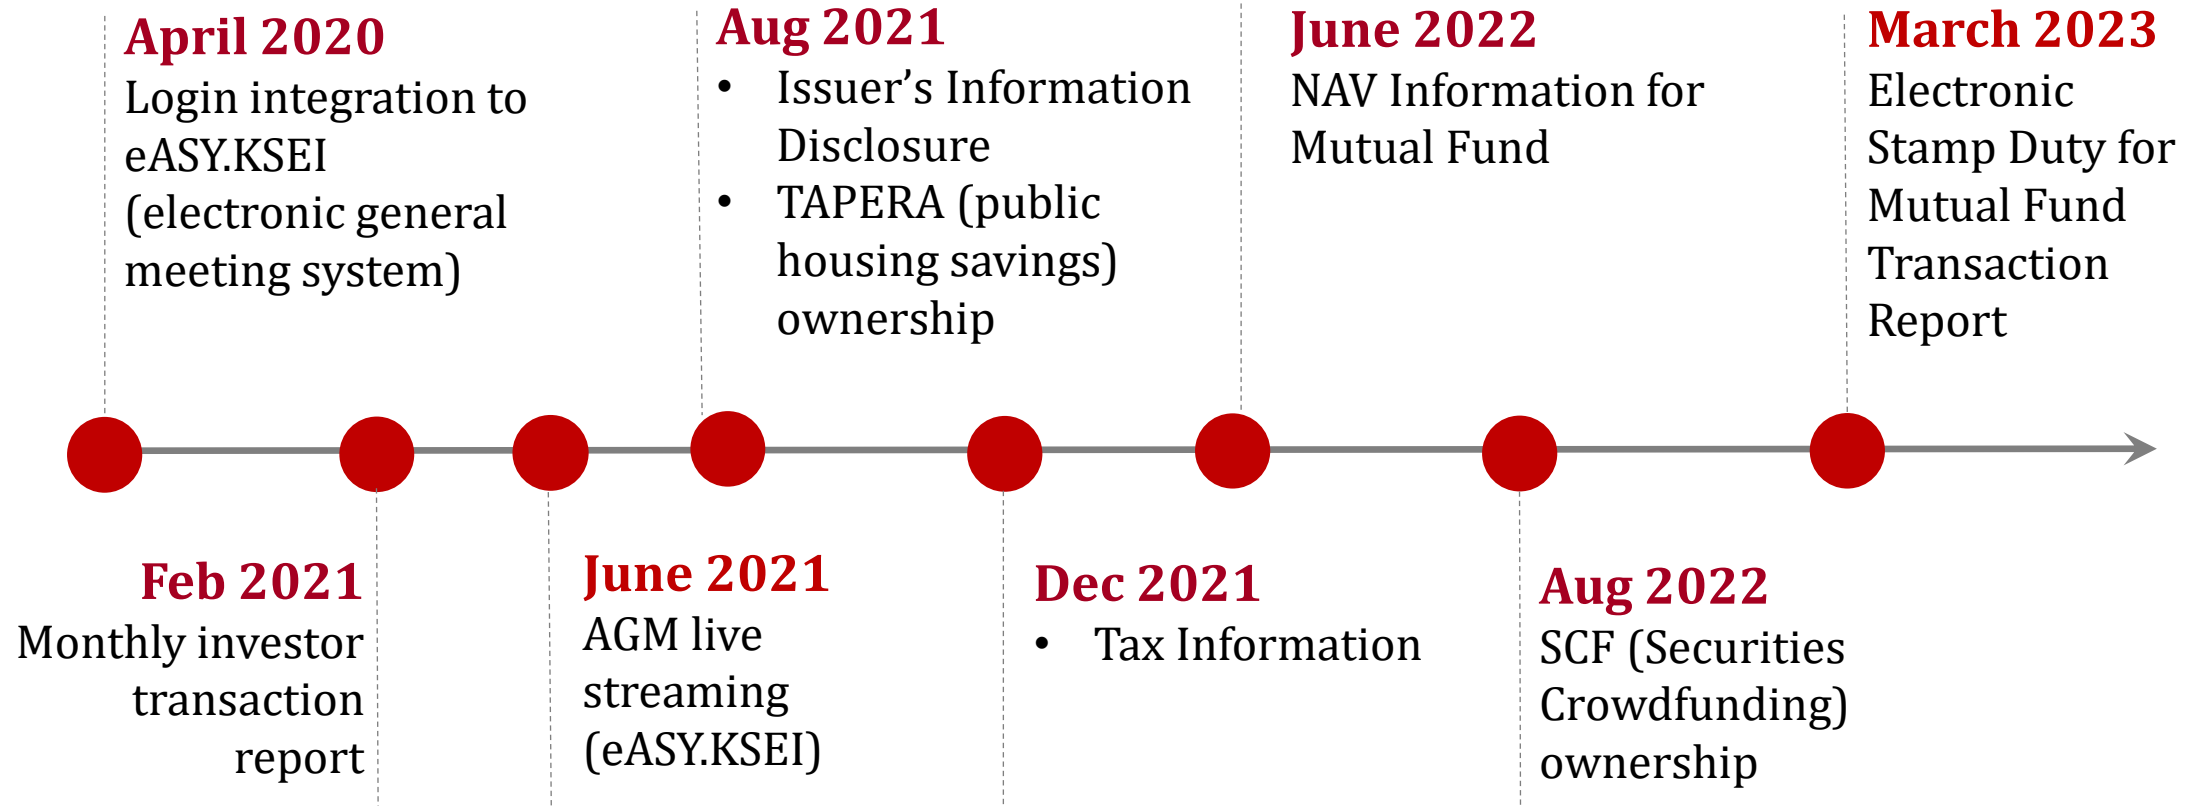 April 2020
Login integration to
eASY.KSEI
(electronic general
meeting system)
Aug 2021
• Issuer’s Information
Disclosure
• TAPERA (public
housing savings)
ownership
June 2022
NAV Information for
Mutual Fund
March 2023
Electronic
Stamp Duty for
Mutual Fund
Transaction
Report
Feb 2021
Monthly investor
transaction
report
June 2021
AGM live
streaming
(eASY.KSEI)
Dec 2021
• Tax Information
Aug 2022
SCF (Securities
Crowdfunding)
ownership